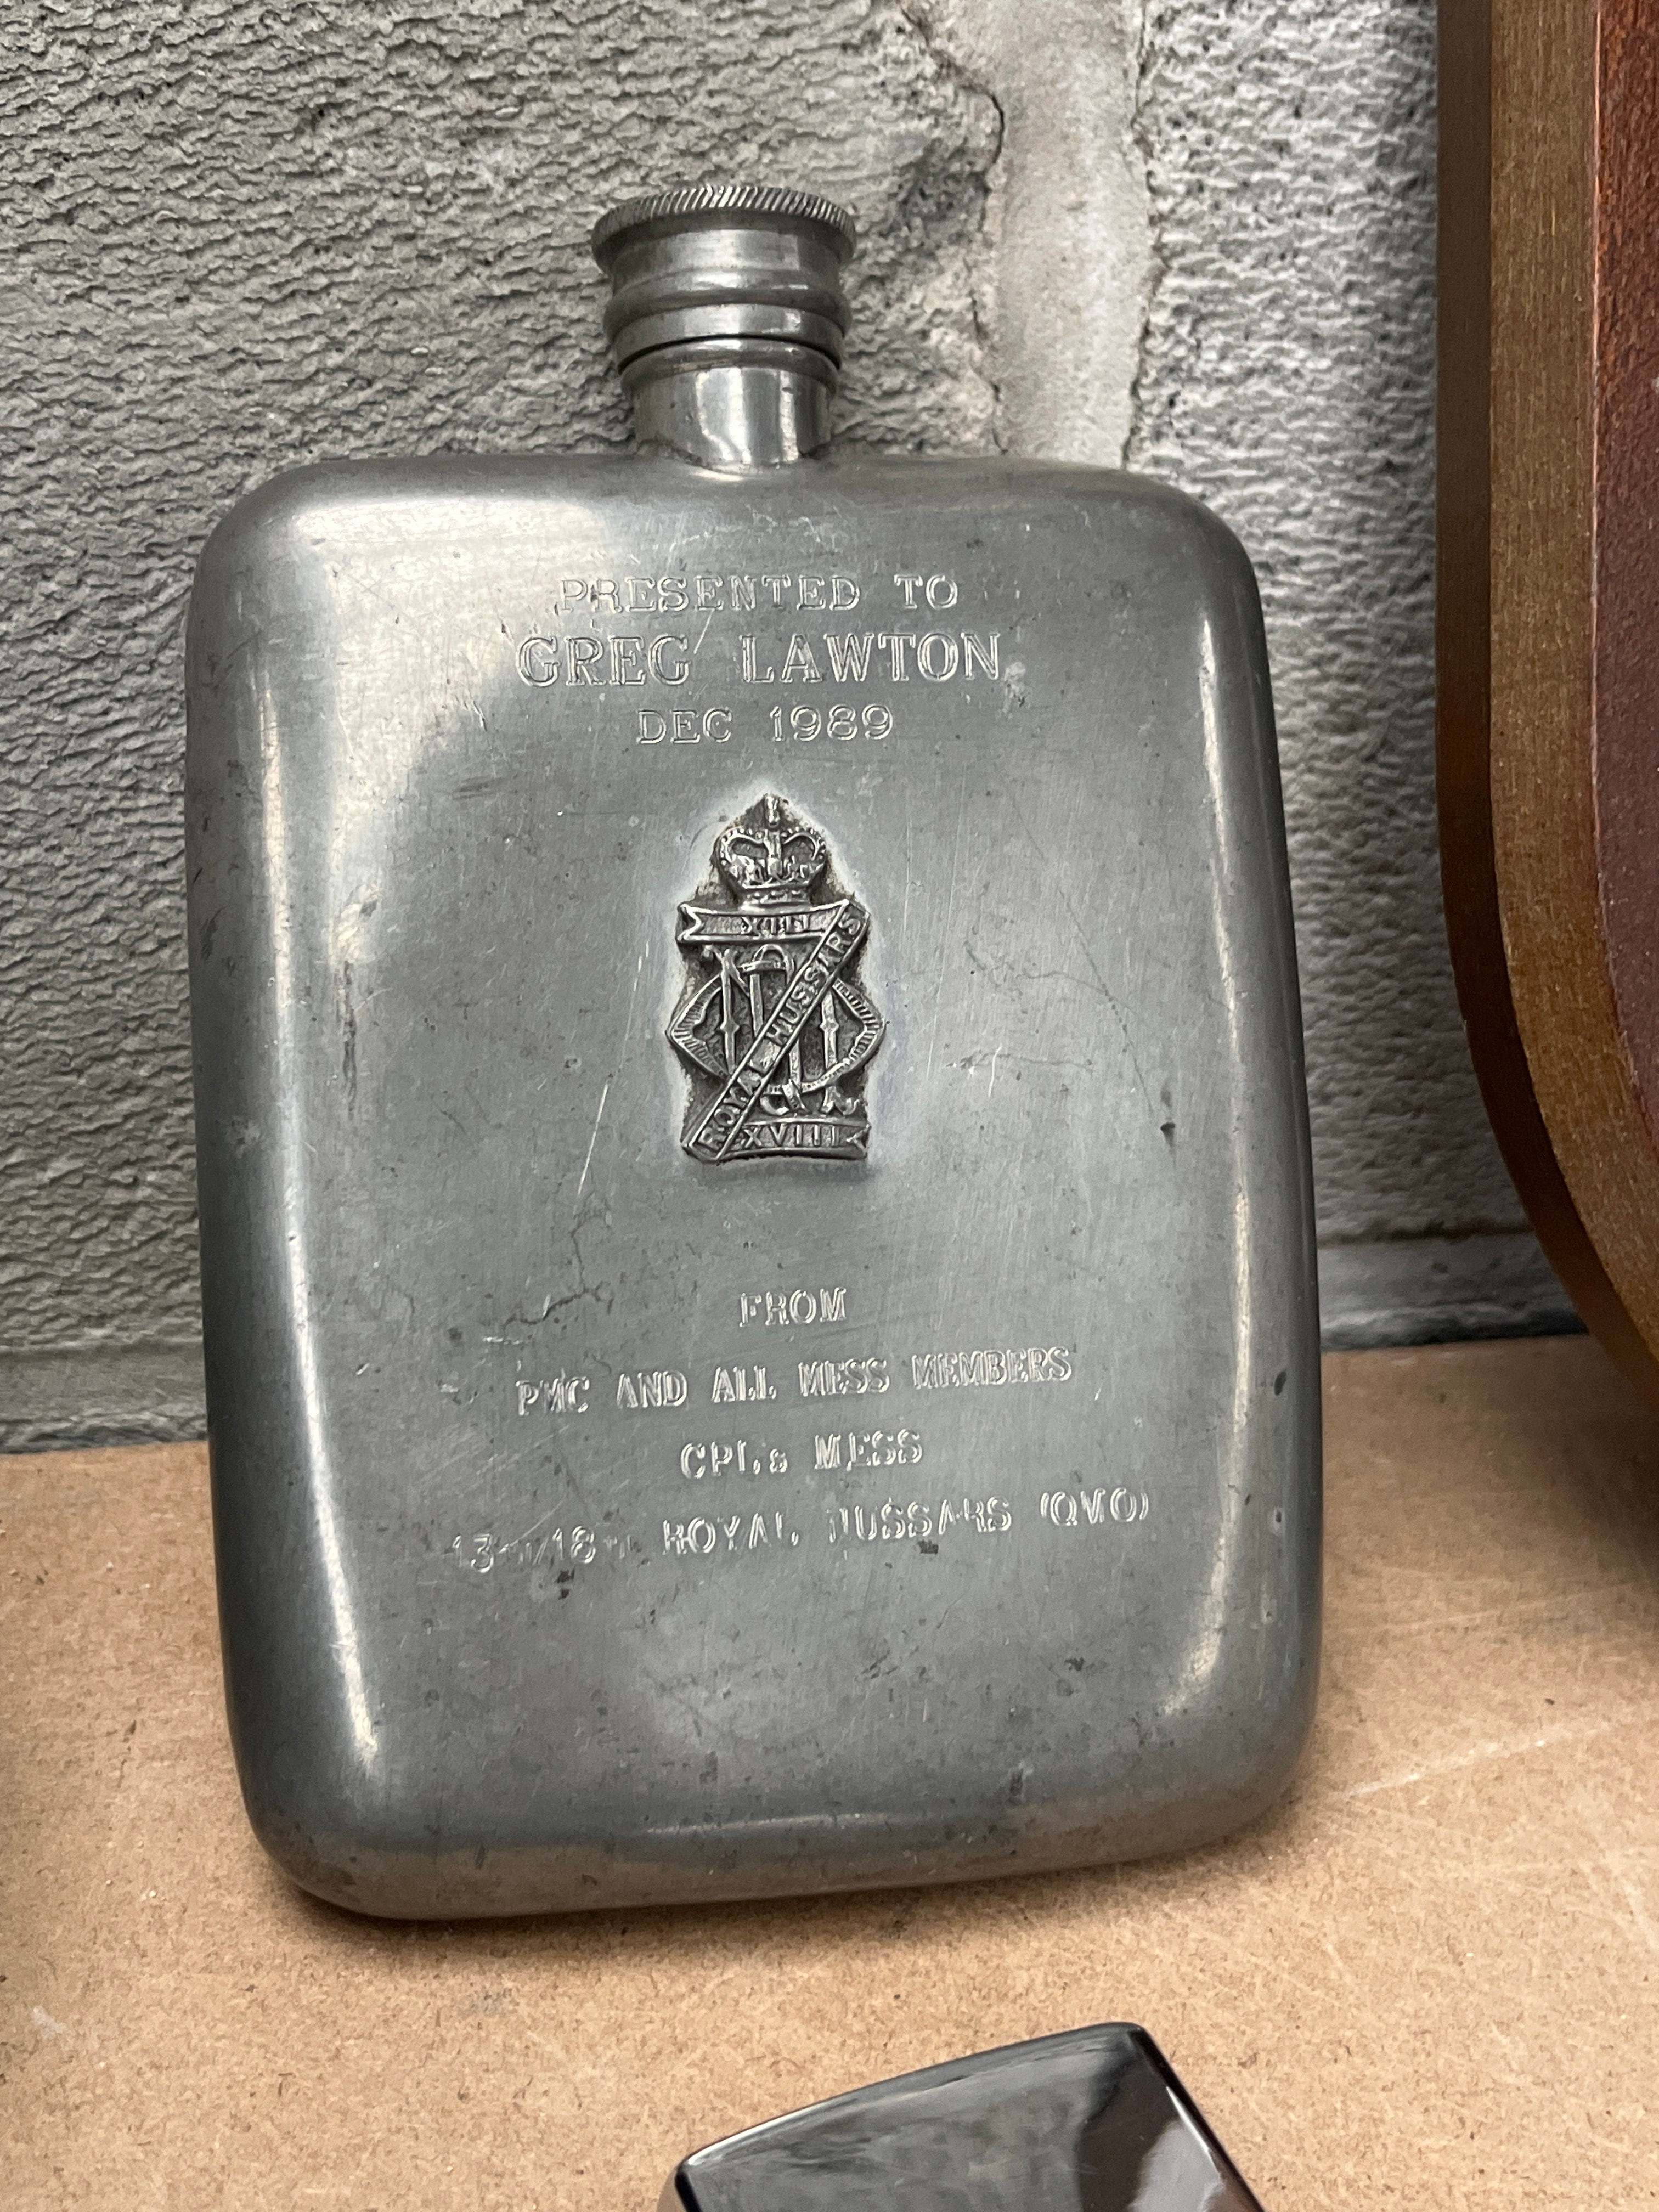 PRESENTED TO
GREG LAWTON
DEC 1989
XIII
ROYAL HUSSARS
XVIII
FROM
PMC AND ALL MESS MEMBERS
CPLs MESS
13th/18th ROYAL HUSSARS (QMO)